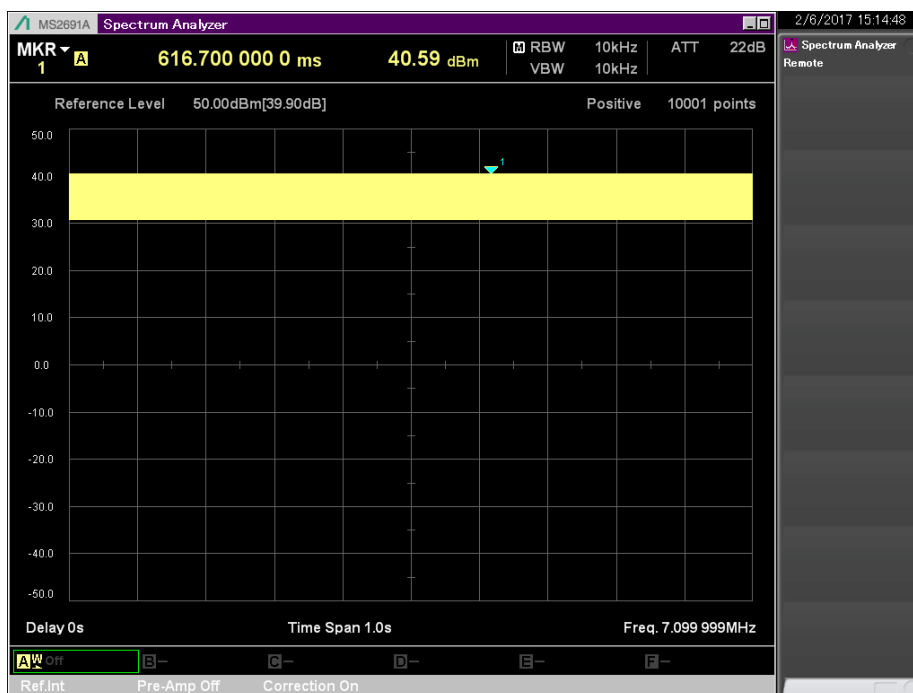 MS2691A Spectrum Analyzer
2/6/2017 15:14:48
MKR A 616.700 000 0 ms 40.59 dBm M RBW 10kHz ATT 22dB
1 VBW 10kHz
Spectrum Analyzer
Remote
Reference Level 50.00dBm[39.90dB] Positive 10001 points
50.0
1
40.0
30.0
20.0
10.0
0.0
-10.0
-20.0
-30.0
-40.0
-50.0
Delay 0s Time Span 1.0s Freq. 7.099 999MHz
A W Off B- C- D- E- F-
Ref.Int Pre-Amp Off Correction On